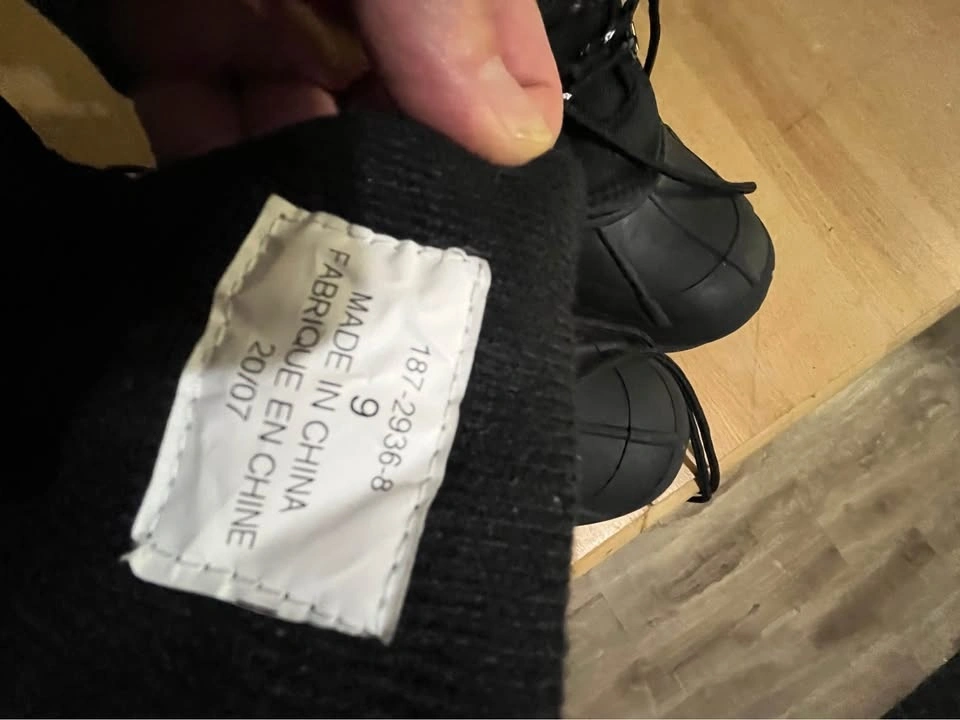 187-2936-8
9
MADE IN CHINA
FABRIQUE EN CHINE
20/07